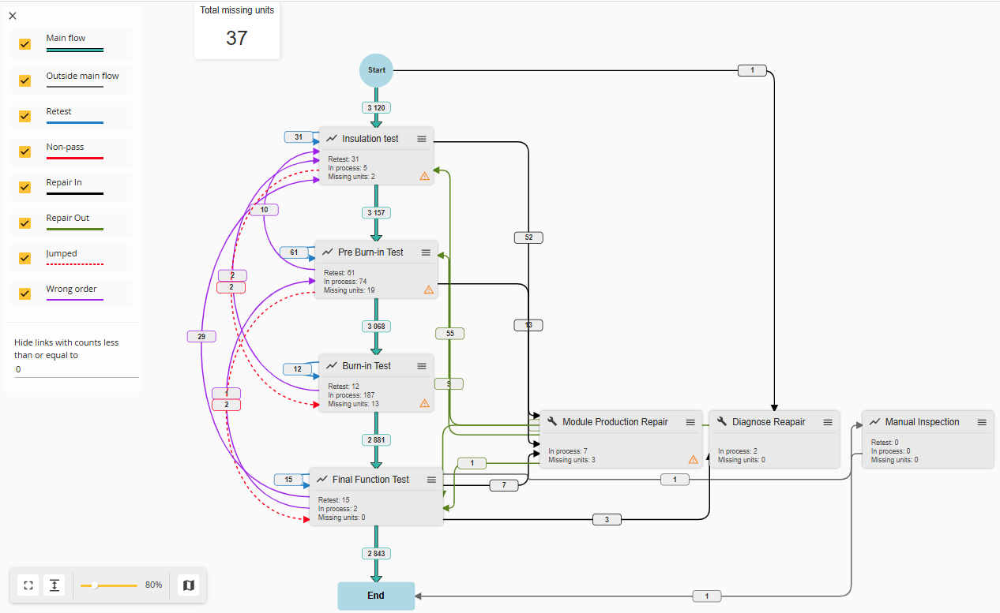 Total missing units
37
Main flow
Outside main flow
Retest
Non-pass
Repair In
Repair Out
Jumped
Wrong order
Hide links with counts less
than or equal to
0
80%
Start
1
3 120
31
Insulation test
Retest: 31
In process: 5
Missing units: 2
10
3 157
52
61
Pre Burn-in Test
Retest: 61
In process: 74
Missing units: 19
2
2
29
3 068
13
55
12
Burn-in Test
Retest: 12
In process: 187
Missing units: 13
9
1
2
2 881
Module Production Repair
In process: 7
Missing units: 3
Diagnose Reapair
In process: 2
Missing units: 0
Manual Inspection
Retest: 0
In process: 0
Missing units: 0
1
15
Final Function Test
Retest: 15
In process: 2
Missing units: 0
7
1
3
2 843
End
1